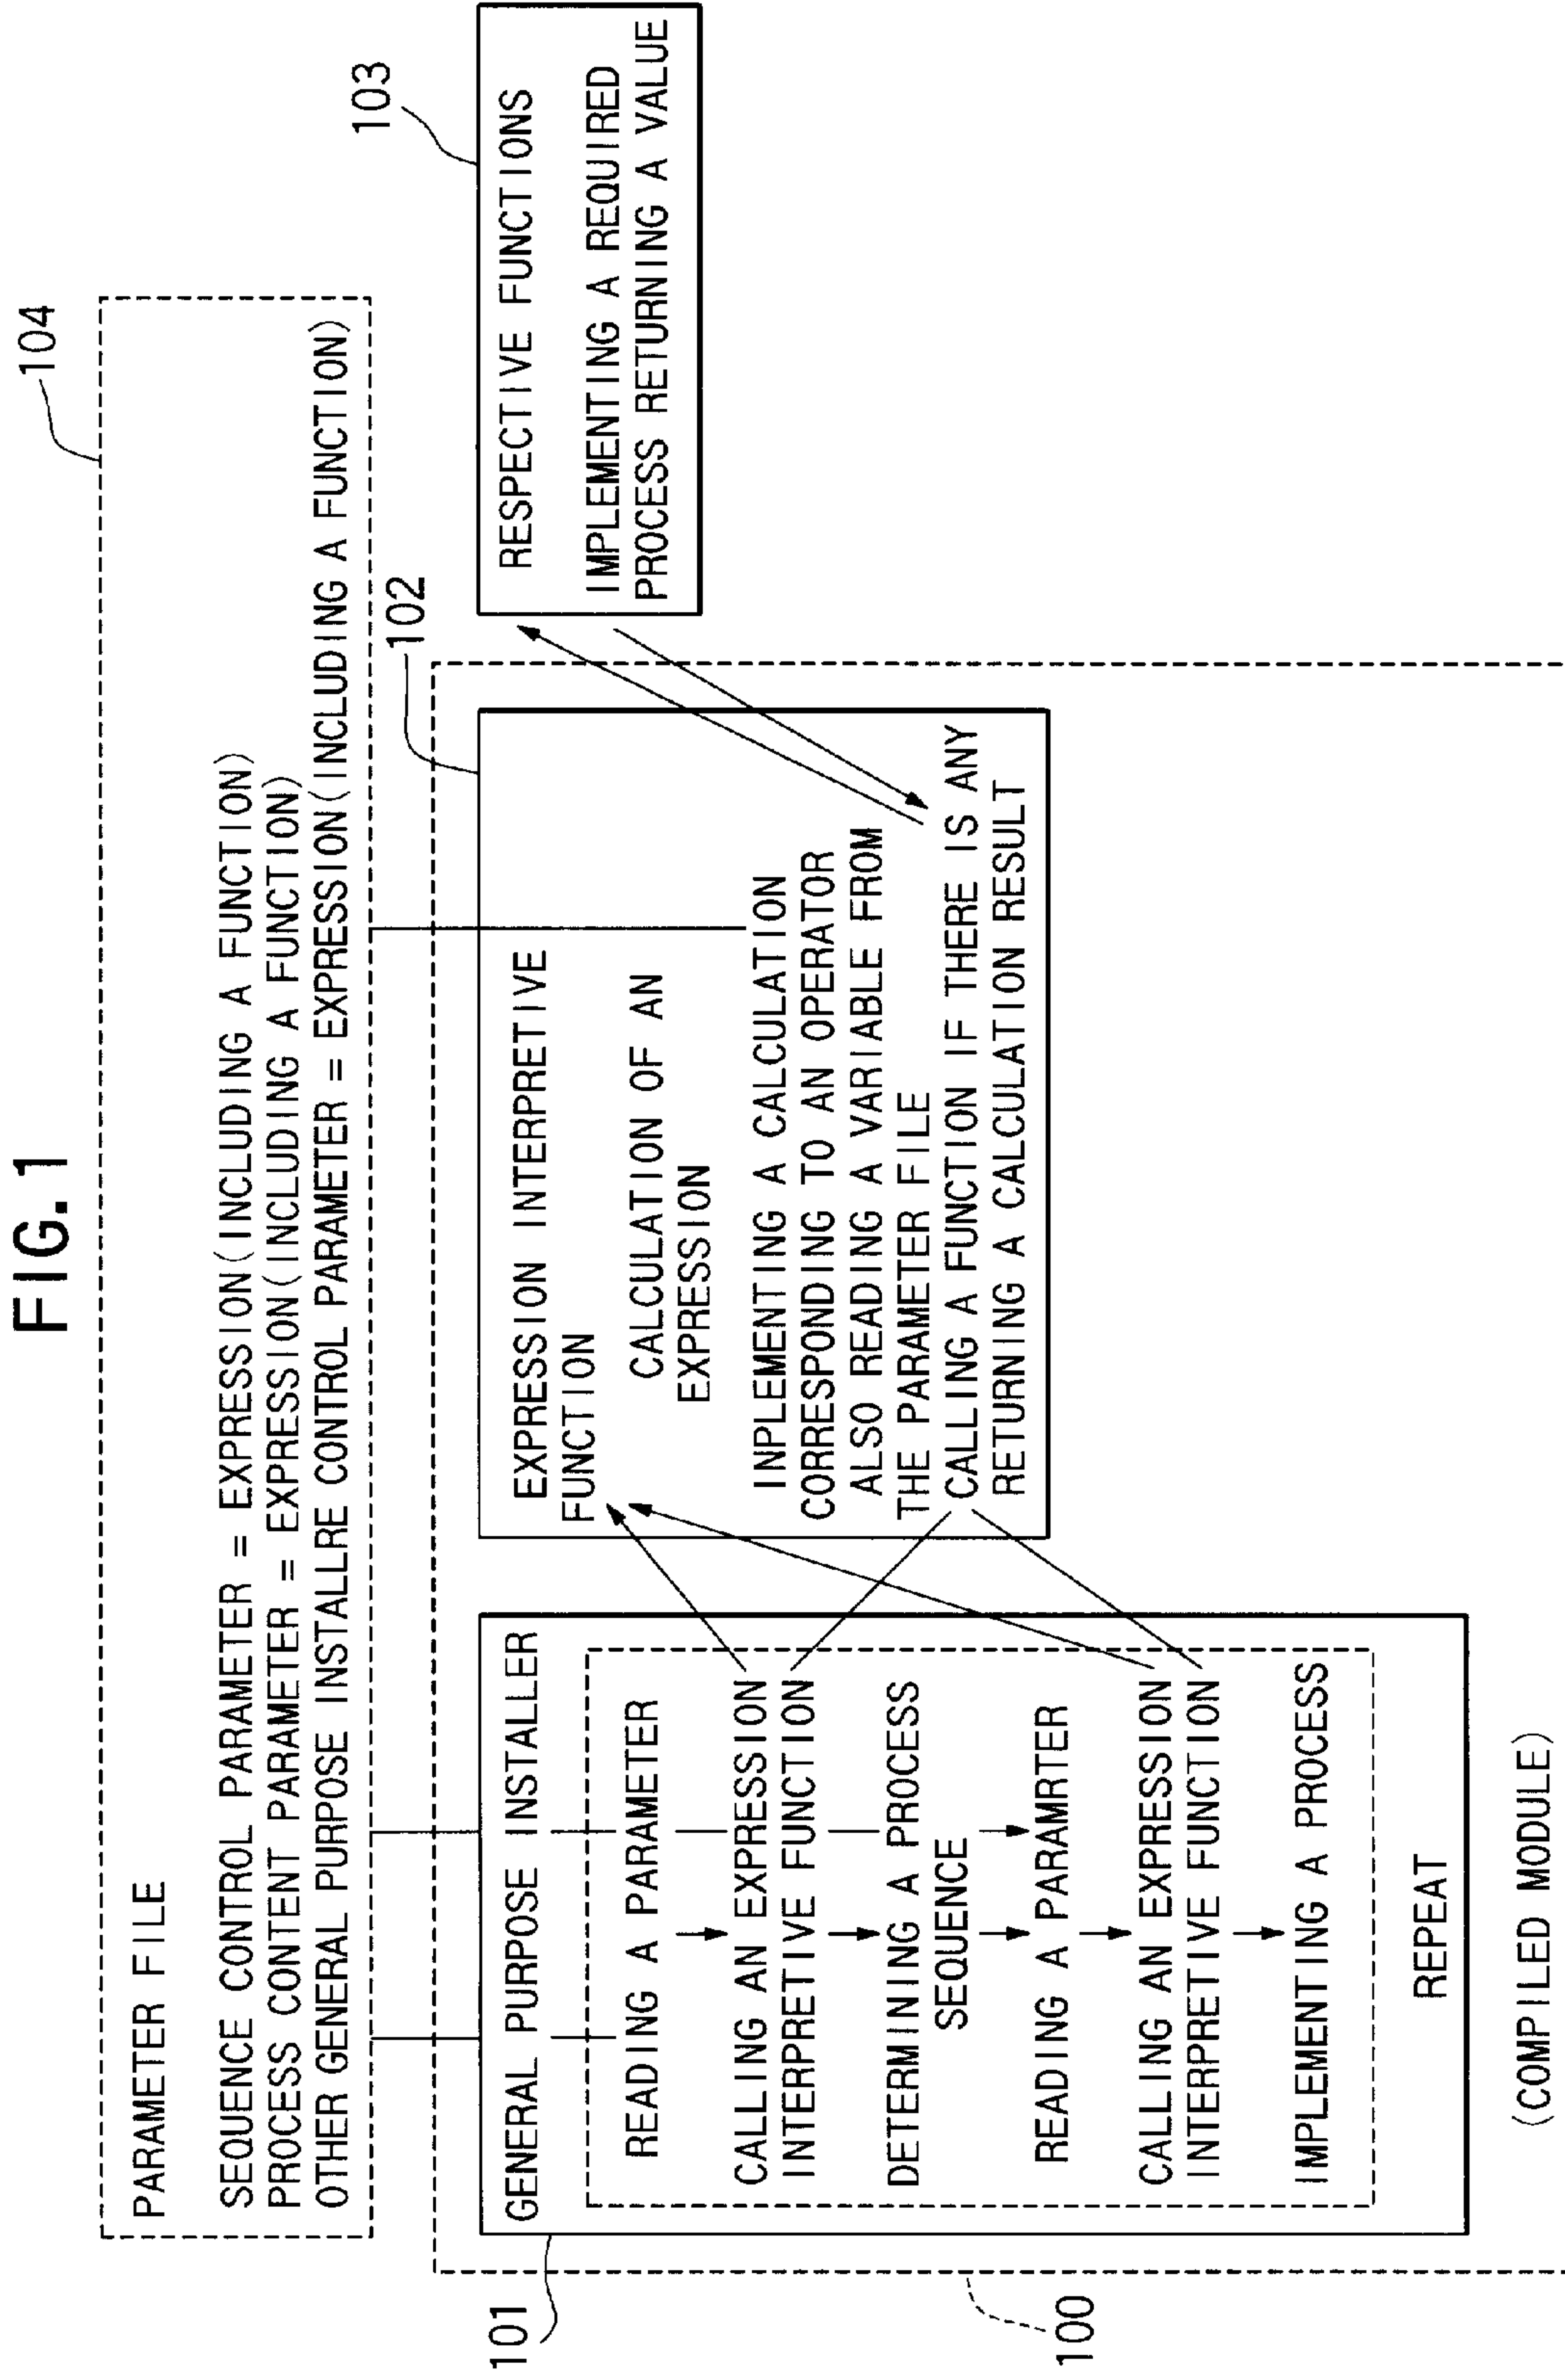 FIG.1
104
PARAMETER FILE
SEQUENCE CONTROL PARAMETER = EXPRESSION(INCLUDING A FUNCTION)
PROCESS CONTENT PARAMETER = EXPRESSION(INCLUDING A FUNCTION)
OTHER GENERAL PURPOSE INSTALLRE CONTROL PARAMETER = EXPRESSION(INCLUDING A FUNCTION)
101
GENERAL PURPOSE INSTALLER
READING A PARAMETER
CALLING AN EXPRESSION
INTERPRETIVE FUNCTION
DETERMINING A PROCESS
SEQUENCE
READING A PARAMRTER
CALLING AN EXPRESSION
INTERPRETIVE FUNCTION
IMPLEMENTING A PROCESS
REPEAT
(COMPILED MODULE)
100
102
EXPRESSION INTERPRETIVE
FUNCTION
CALCULATION OF AN
EXPRESSION
INPLEMENTING A CALCULATION
CORRESPONDING TO AN OPERATOR
ALSO READING A VARIABLE FROM
THE PARAMETER FILE
CALLING A FUNCTION IF THERE IS ANY
RETURNING A CALCULATION RESULT
103
RESPECTIVE FUNCTIONS
IMPLEMENTING A REQUIRED
PROCESS RETURNING A VALUE